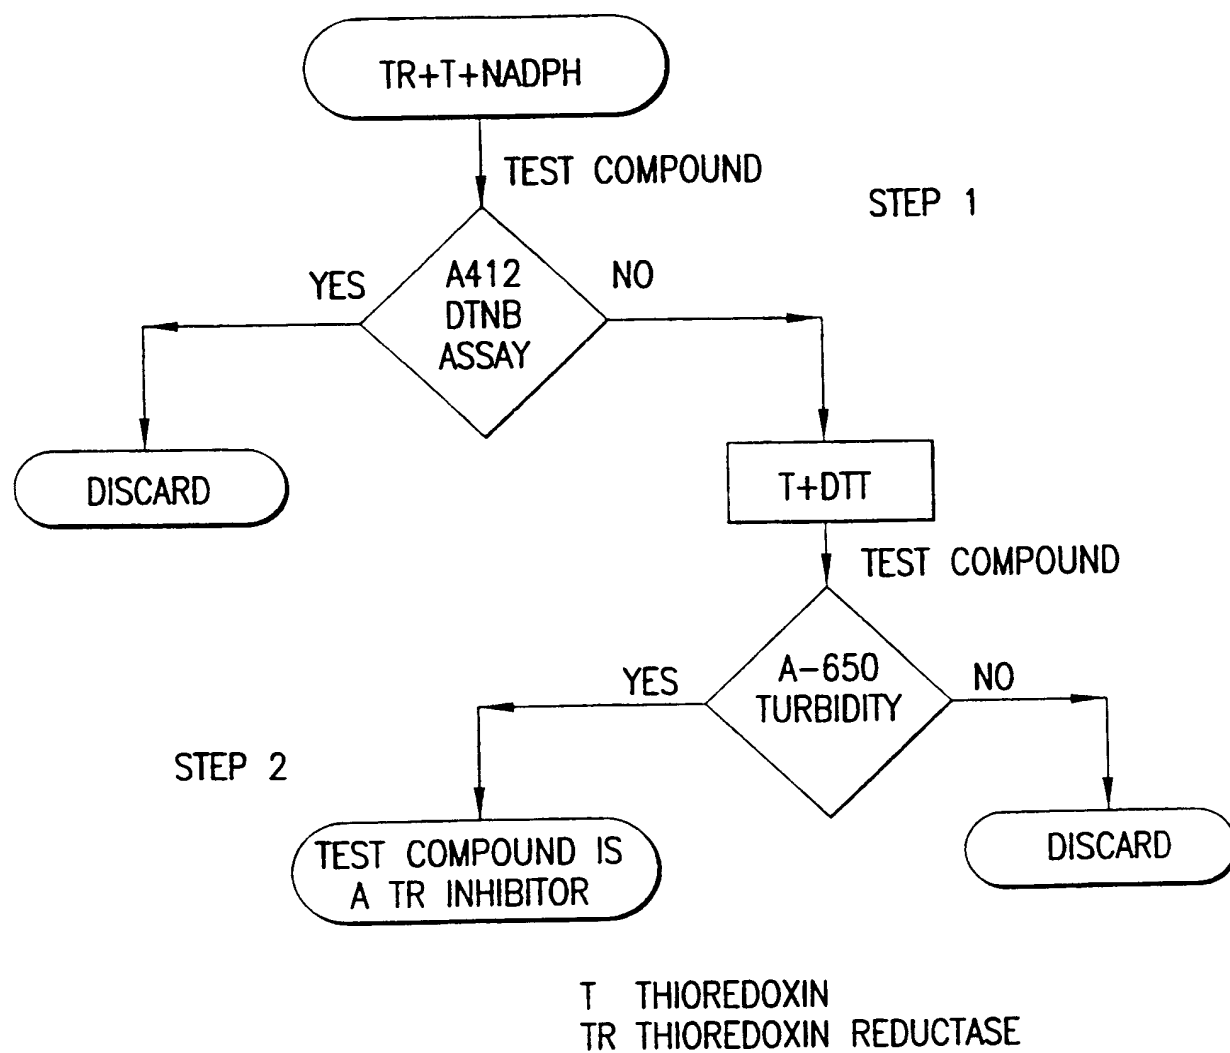 TR+T+NADPH
TEST COMPOUND
STEP 1
YES
A412
DTNB
ASSAY
NO
DISCARD
T+DTT
TEST COMPOUND
YES
A-650
TURBIDITY
NO
STEP 2
TEST COMPOUND IS
A TR INHIBITOR
DISCARD
T THIOREDOXIN
TR THIOREDOXIN REDUCTASE